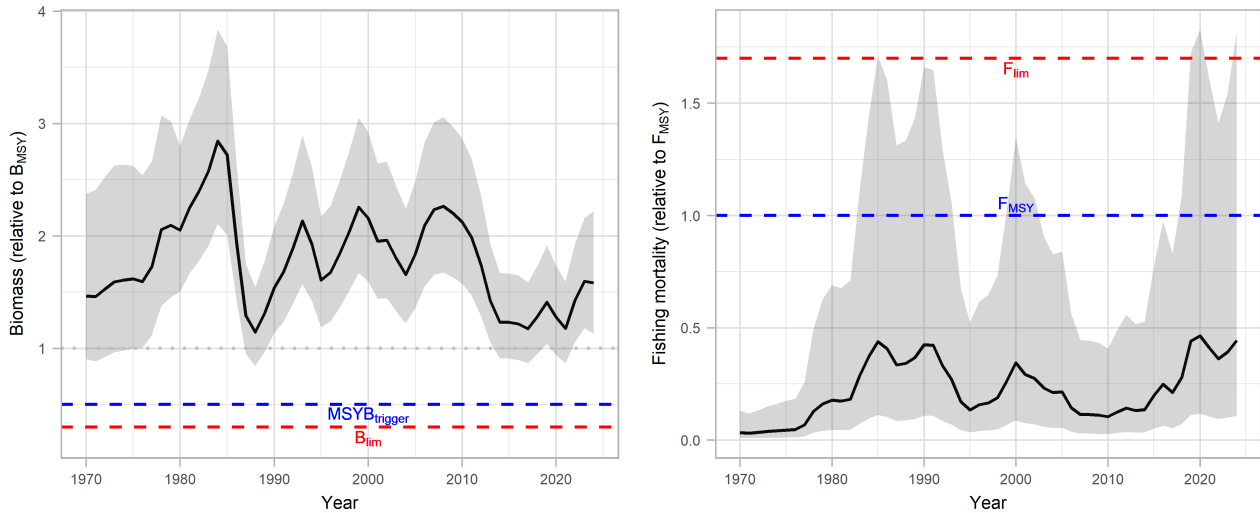 Biomass (relative to BMSY)
4
3
2
1
MSYBtrigger
Blim
1970 1980 1990 2000 2010 2020
Year
Fishing mortality (relative to FMSY)
1.5
1.0
0.5
0.0
Flim
FMSY
1970 1980 1990 2000 2010 2020
Year